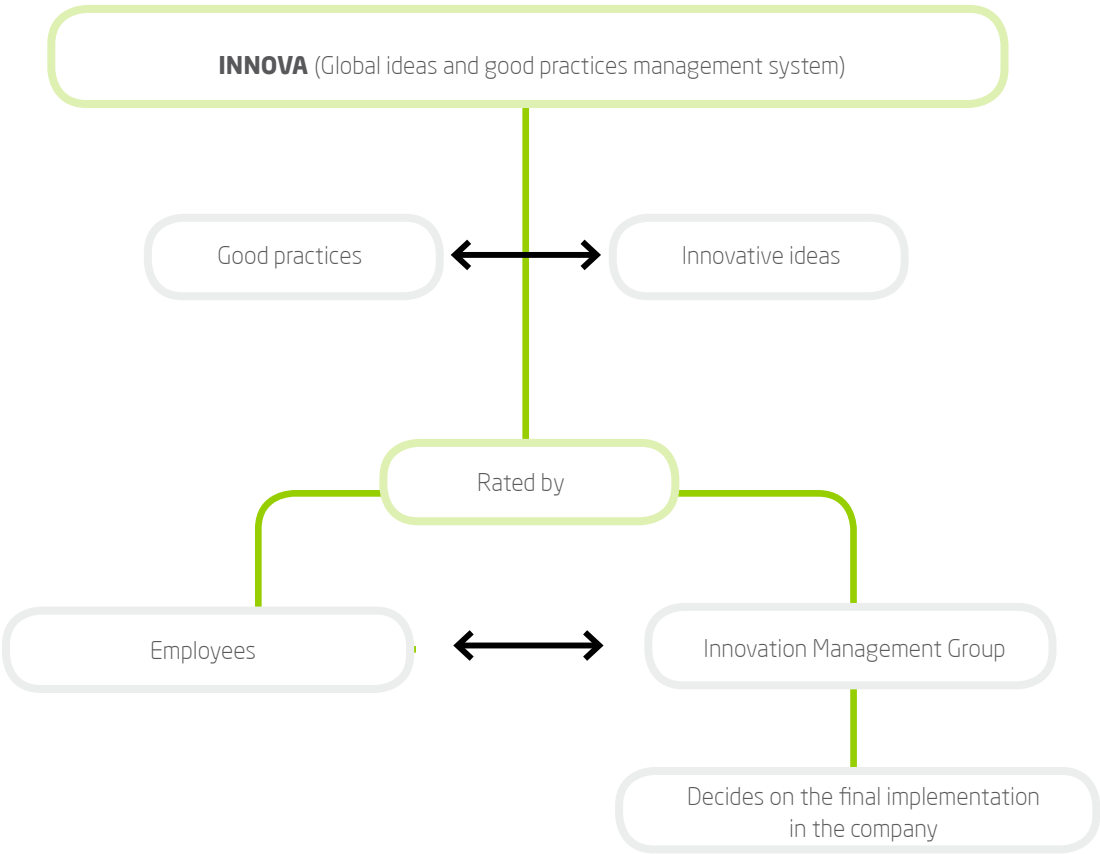 INNOVA (Global ideas and good practices management system)
Good practices
Innovative ideas
Rated by
Employees
Innovation Management Group
Decides on the final implementation
in the company